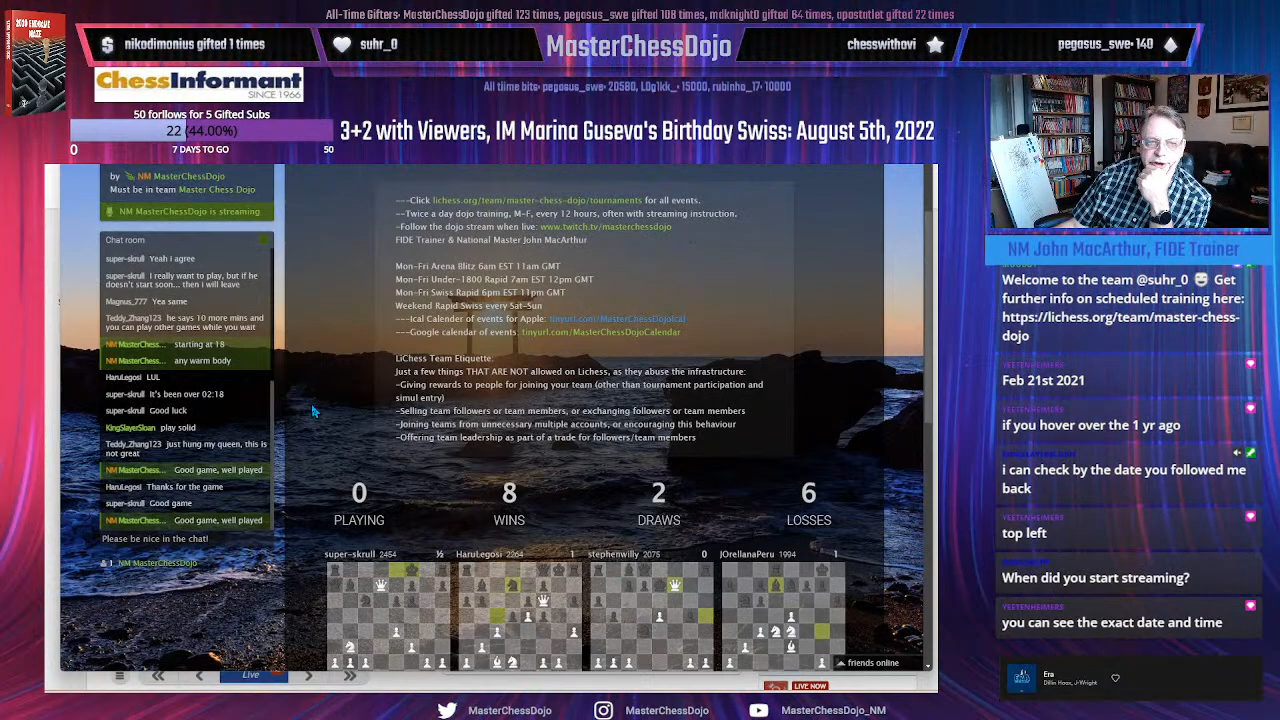 All-Time Gifters• MasterChessDojo gifted 123 times, pegasus_swe gifted 108 times, mdknight0 gifted 84 times, apostatlet gifted 22 times
nikodimonius gifted 1 times
suhr_0
MasterChessDojo
chesswithovi
pegasus_swe• 140
ChessInformant
SINCE 1966
All tiime bits• pegasus_swe• 20580, L0g1kk_• 15000, rubinho_17• 10000
50 forllows for 5 Gifted Subs
22 (44.00%)
0
7 DAYS TO GO
50
3+2 with Viewers, IM Marina Guseva's Birthday Swiss: August 5th, 2022
by NM MasterChessDojo
Must be in team Master Chess Dojo
NM MasterChessDojo is streaming
Chat room
super-skrull Yeah i agree
super-skrull I really want to play, but if he
doesn't start soon... then i will leave
Magnus_777 Yea same
Teddy_Zhang123 he says 10 more mins and
you can play other games while you wait
NM MasterChess... starting at 18
NM MasterChess... any warm body
HaruLegosi LUL
super-skrull It's been over 02:18
super-skrull Good luck
KingSlayerSloan play solid
Teddy_Zhang123 just hung my queen, this is
not great
NM MasterChess... Good game, well played
HaruLegosi Thanks for the game
super-skrull Good game
NM MasterChess... Good game, well played
Please be nice in the chat!
1 NM MasterChessDojo
---Click lichess.org/team/master-chess-dojo/tournaments for all events.
--Twice a day dojo training, M-F, every 12 hours, often with streaming instruction.
-Follow the dojo stream when live: www.twitch.tv/masterchessdojo
FIDE Trainer & National Master John MacArthur
Mon-Fri Arena Blitz 6am EST 11am GMT
Mon-Fri Under-1800 Rapid 7am EST 12pm GMT
Mon-Fri Swiss Rapid 6pm EST 11pm GMT
Weekend Rapid Swiss every Sat-Sun
---Ical Calender of events for Apple: tinyurl.com/MasterChessDojoIcal
---Google calendar of events: tinyurl.com/MasterChessDojoCalendar
LiChess Team Etiquette:
Just a few things THAT ARE NOT allowed on Lichess, as they abuse the infrastructure:
-Giving rewards to people for joining your team (other than tournament participation and
simul entry)
-Selling team followers or team members, or exchanging followers or team members
-Joining teams from unnecessary multiple accounts, or encouraging this behaviour
-Offering team leadership as part of a trade for followers/team members
0 8 2 6
PLAYING WINS DRAWS LOSSES
super-skrull 2454 ½
HaruLegosi 2264 1
stephenwilly 2075 0
JOrellanaPeru 1994 1
friends online
Live
LIVE NOW
NM John MacArthur, FIDE Trainer
Welcome to the team @suhr_0 Get
further info on scheduled training here:
https://lichess.org/team/master-chess-
dojo
YEETENHEIMERS
Feb 21st 2021
YEETENHEIMERS
if you hover over the 1 yr ago
i can check by the date you followed me
back
YEETENHEIMERS
top left
When did you start streaming?
YEETENHEIMERS
you can see the exact date and time
Era
Dillin Hoox, J-Wright
MasterChessDojo
MasterChessDojo
MasterChessDojo_NM